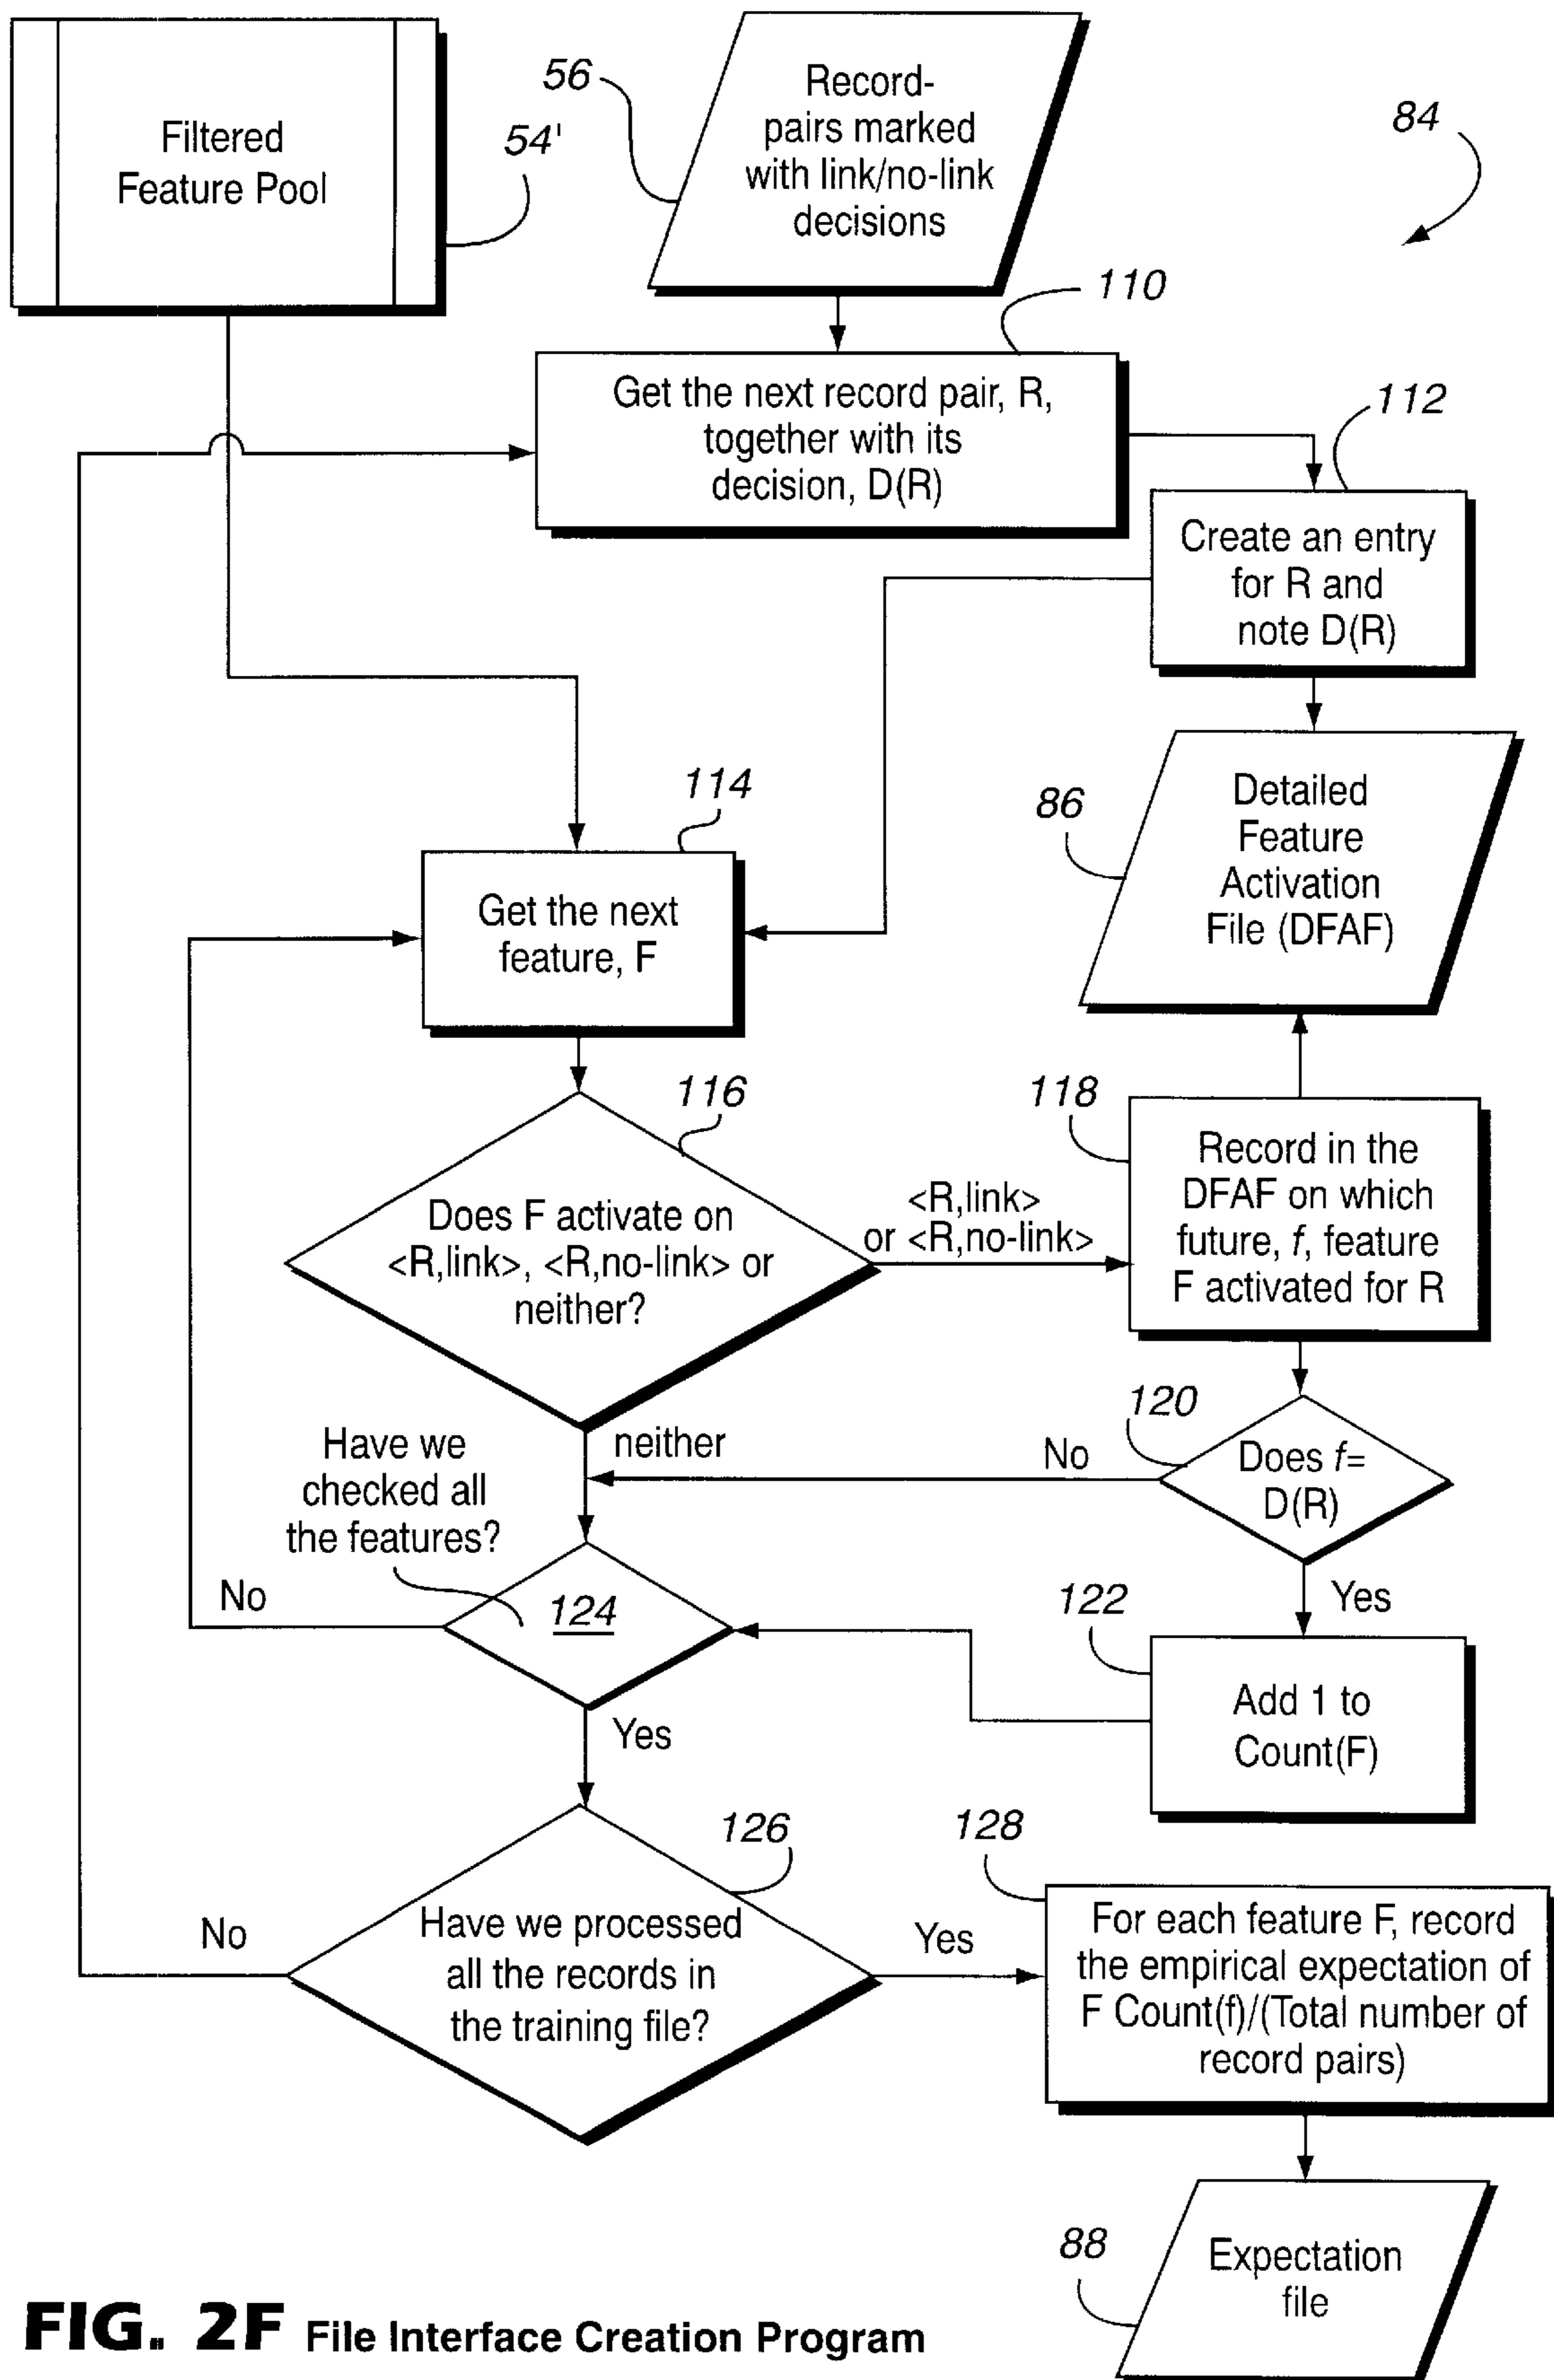 Filtered
Feature Pool
54'
56
Record-
pairs marked
with link/no-link
decisions
84
110
Get the next record pair, R,
together with its
decision, D(R)
112
Create an entry
for R and
note D(R)
114
Get the next
feature, F
86
Detailed
Feature
Activation
File (DFAF)
116
Does F activate on
<R,link>, <R,no-link> or
neither?
<R,link>
or <R,no-link>
118
Record in the
DFAF on which
future, f, feature
F activated for R
neither
120
Does f=
D(R)
No
Yes
Have we
checked all
the features?
124
No
Yes
122
Add 1 to
Count(F)
126
Have we processed
all the records in
the training file?
No
Yes
128
For each feature F, record
the empirical expectation of
F Count(f)/(Total number of
record pairs)
88
Expectation
file
FIG. 2F File Interface Creation Program